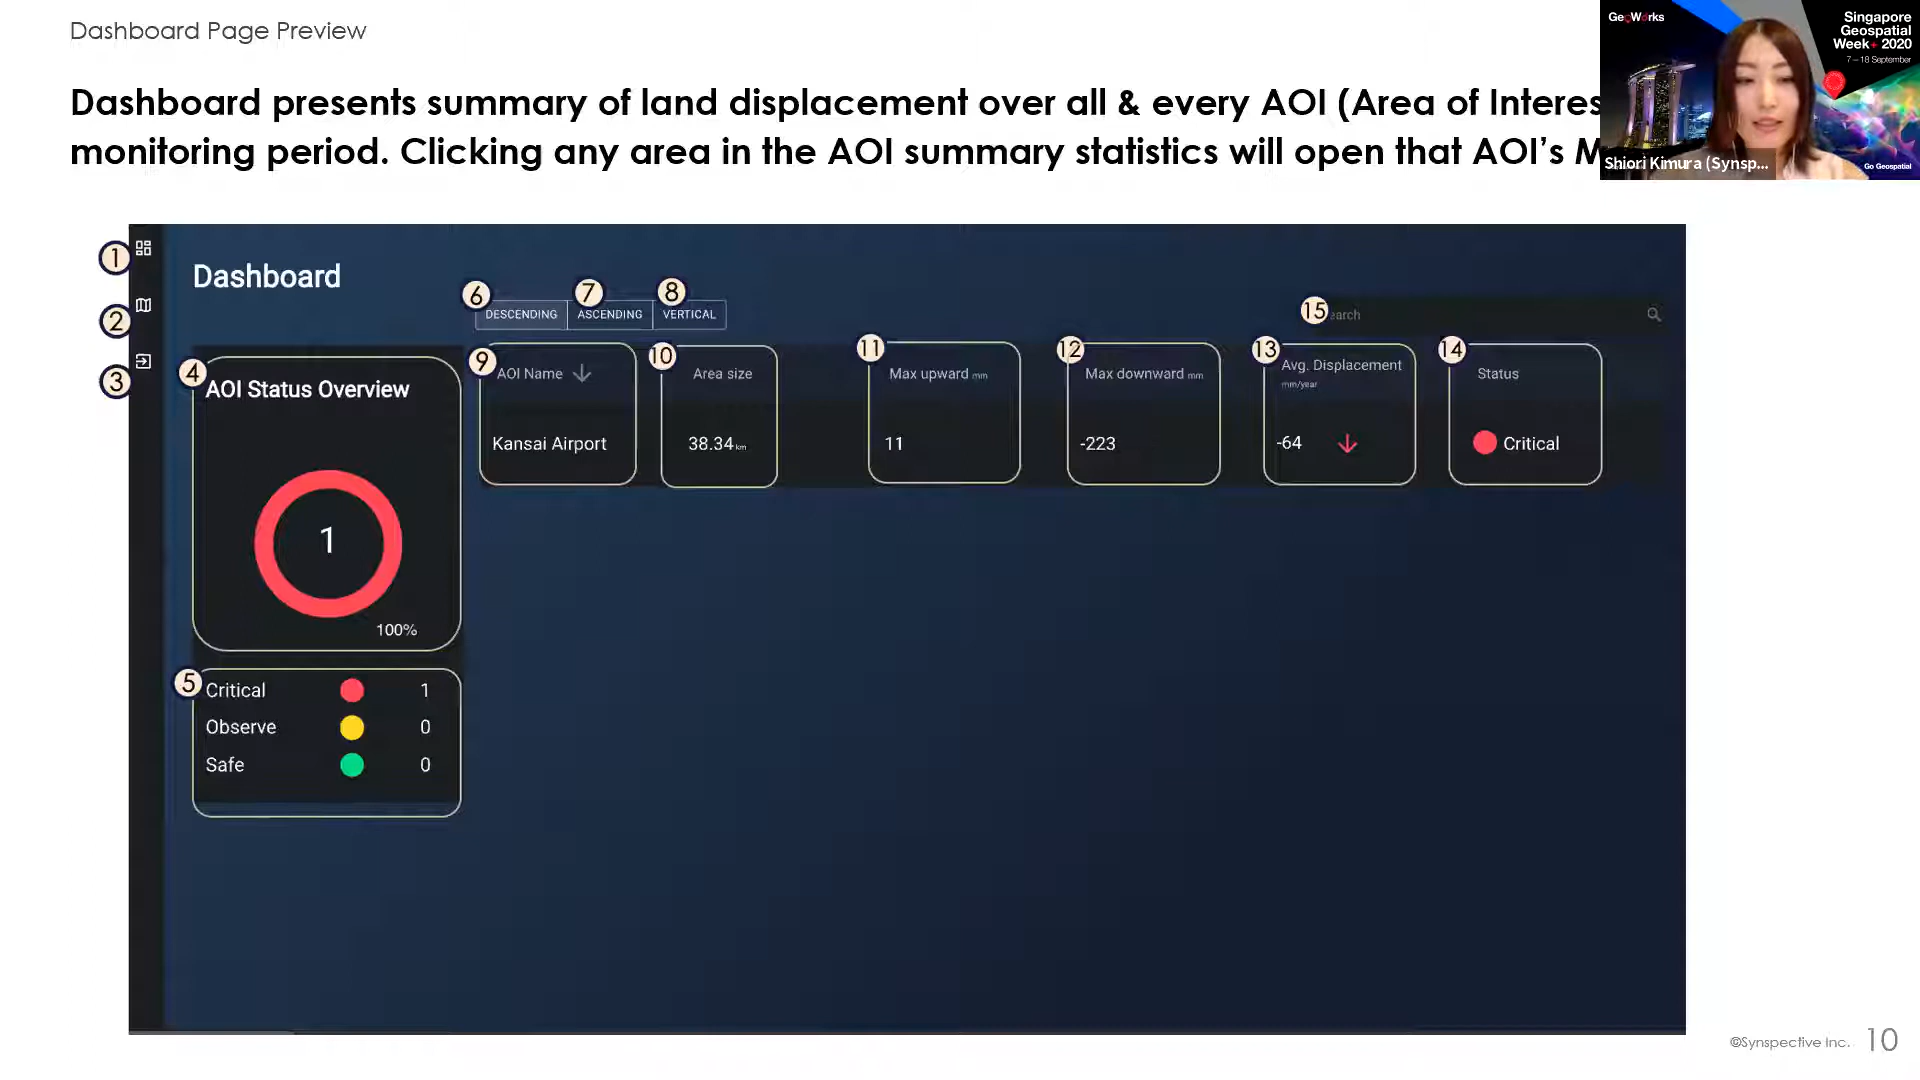 Dashboard Page Preview
Dashboard presents summary of land displacement over all & every AOI (Area of Interes
monitoring period. Clicking any area in the AOI summary statistics will open that AOI's M
GeoWorks
Singapore
Geospatial
Week+ 2020
7 – 18 September
Shiori Kimura (Synsp...
Go Geospatial
1
2
3
Dashboard
6
7
8
DESCENDING
ASCENDING
VERTICAL
15
earch
4
AOI Status Overview
1
100%
5
Critical 1
Observe 0
Safe 0
9
AOI Name
Kansai Airport
10
Area size
38.34 km
11
Max upward mm
11
12
Max downward mm
-223
13
Avg. Displacement
mm/year
-64
14
Status
Critical
©Synspective Inc. 10